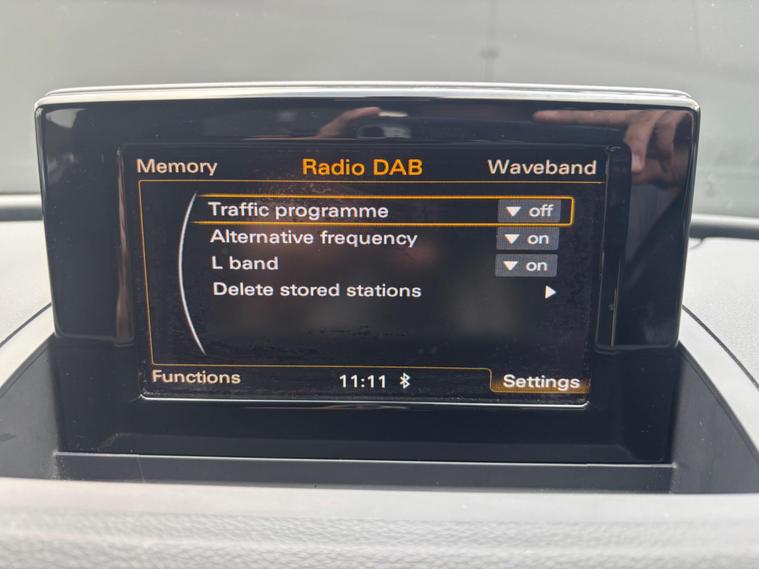 Memory Radio DAB Waveband
Traffic programme off
Alternative frequency on
L band on
Delete stored stations
Functions 11:11 Settings